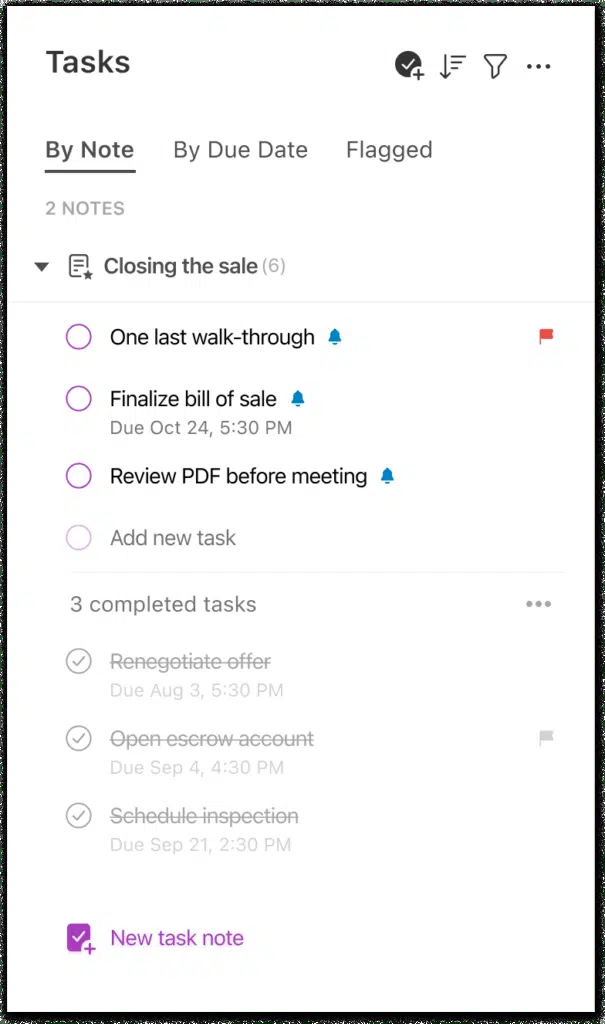 Tasks
By Note By Due Date Flagged
2 NOTES
Closing the sale (6)
One last walk-through
Finalize bill of sale
Due Oct 24, 5:30 PM
Review PDF before meeting
Add new task
3 completed tasks
Renegotiate offer
Due Aug 3, 5:30 PM
Open escrow account
Due Sep 4, 4:30 PM
Schedule inspection
Due Sep 21, 2:30 PM
New task note